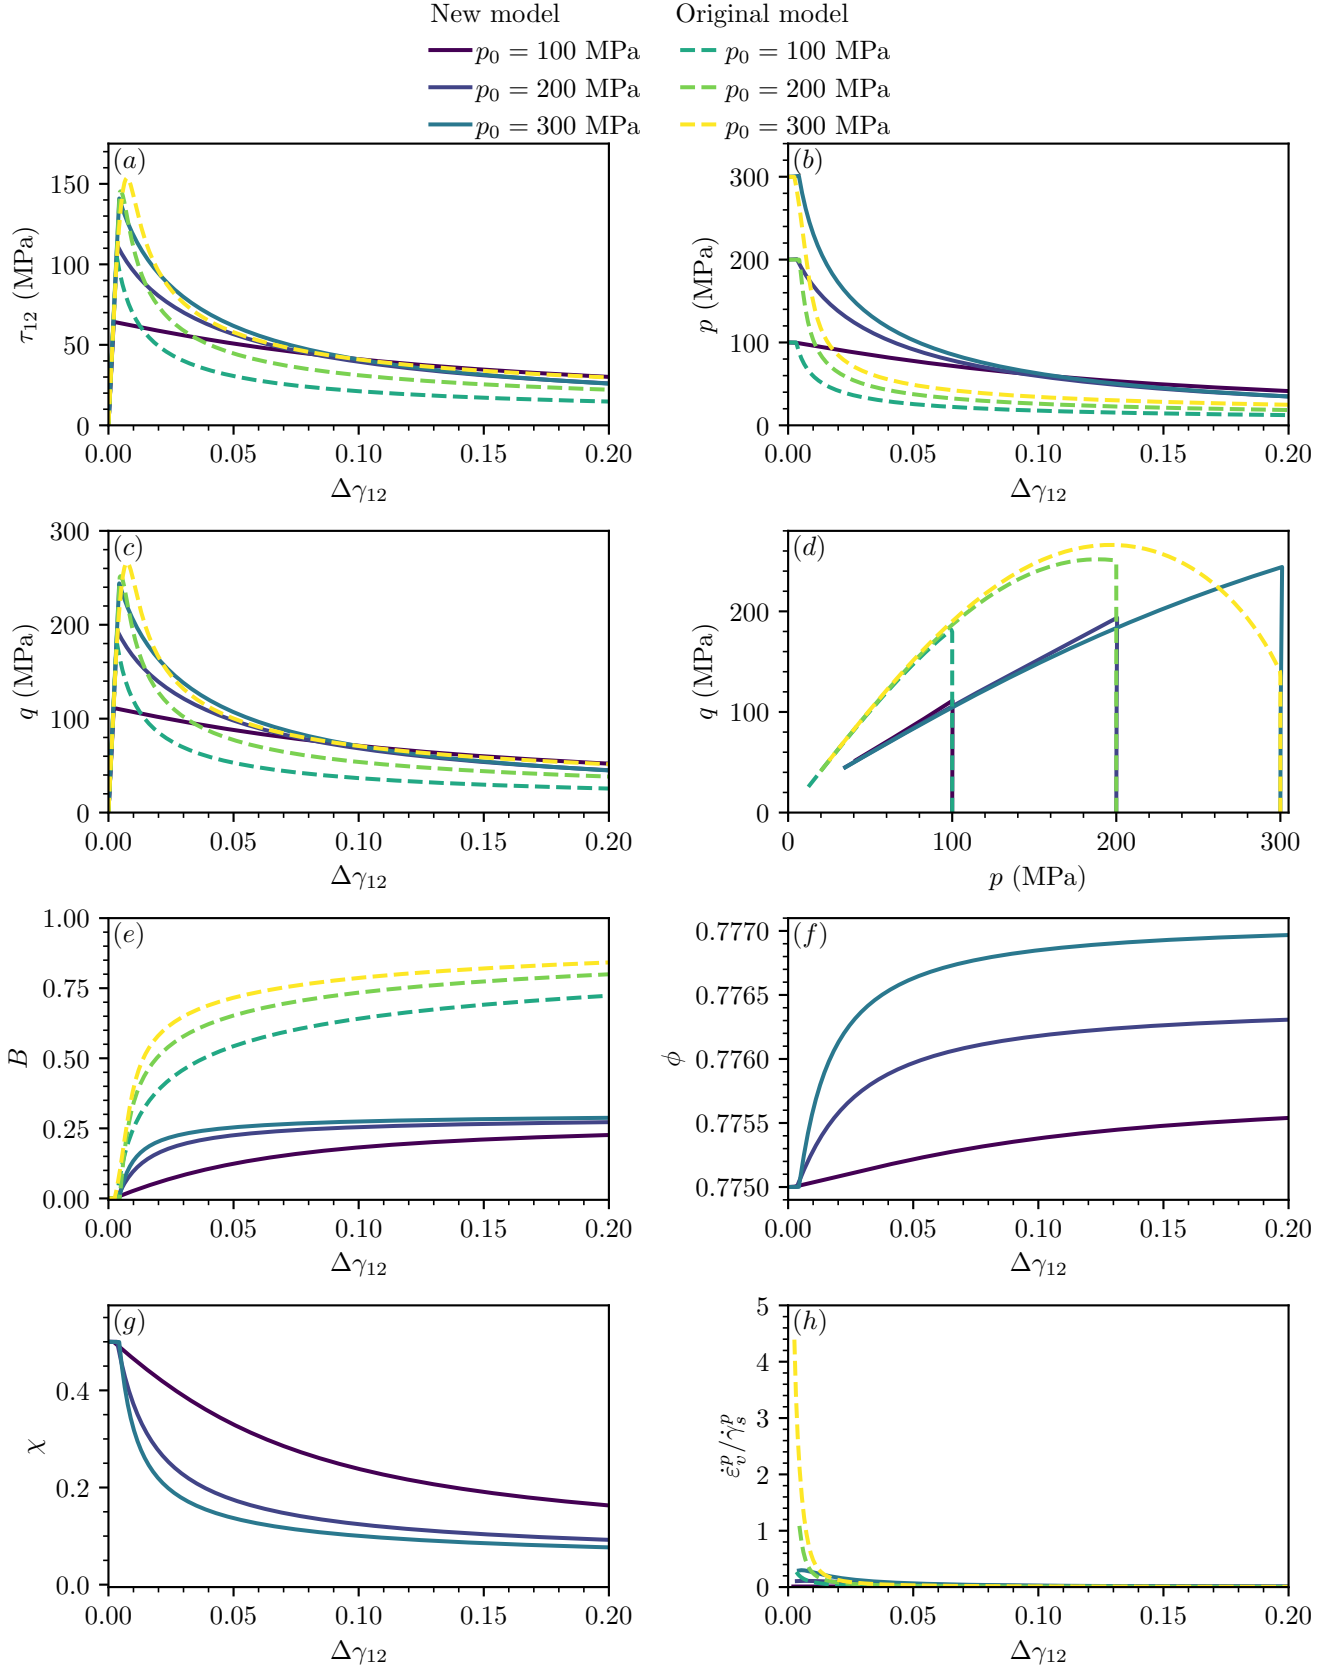 New model Original model
p₀ = 100 MPa p₀ = 100 MPa
p₀ = 200 MPa p₀ = 200 MPa
p₀ = 300 MPa p₀ = 300 MPa
(a)
τ₁₂ (MPa)
150
100
50
0
0.00 0.05 0.10 0.15 0.20
Δγ₁₂
(b)
p (MPa)
300
200
100
0
0.00 0.05 0.10 0.15 0.20
Δγ₁₂
(c)
q (MPa)
300
200
100
0
0.00 0.05 0.10 0.15 0.20
Δγ₁₂
(d)
q (MPa)
200
100
0
0 100 200 300
p (MPa)
(e)
B
1.00
0.75
0.50
0.25
0.00
0.00 0.05 0.10 0.15 0.20
Δγ₁₂
(f)
ϕ
0.7770
0.7765
0.7760
0.7755
0.7750
0.00 0.05 0.10 0.15 0.20
Δγ₁₂
(g)
χ
0.4
0.2
0.0
0.00 0.05 0.10 0.15 0.20
Δγ₁₂
(h)
ε̇ᵥᵖ/γ̇ₛᵖ
5
4
3
2
1
0
0.00 0.05 0.10 0.15 0.20
Δγ₁₂